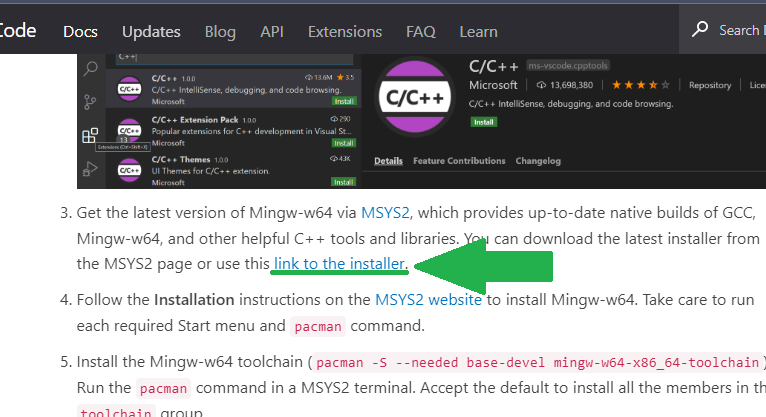 Code Docs Updates Blog API Extensions FAQ Learn Search
C++
C/C++ 1.0.0 13.6M ★ 3.5
C/C++ IntelliSense, debugging, and code browsing.
Microsoft Install
C/C++ Extension Pack 1.0.0 290
Popular extensions for C++ development in Visual St...
Microsoft Install
C/C++ Themes 1.0.0 43K
UI Themes for C/C++ extension.
Microsoft Install
13
Extensions (Ctrl+Shift+X)
C/C++
C/C++
C/C++
C/C++
C/C++ ms-vscode.cpptools
Microsoft 13,698,380 Repository
C/C++ IntelliSense, debugging, and code browsing.
Install
Details Feature Contributions Changelog
3. Get the latest version of Mingw-w64 via MSYS2, which provides up-to-date native builds of GCC,
Mingw-w64, and other helpful C++ tools and libraries. You can download the latest installer from
the MSYS2 page or use this link to the installer.
4. Follow the Installation instructions on the MSYS2 website to install Mingw-w64. Take care to run
each required Start menu and pacman command.
5. Install the Mingw-w64 toolchain ( pacman -S --needed base-devel mingw-w64-x86_64-toolchain )
Run the pacman command in a MSYS2 terminal. Accept the default to install all the members in th
toolchain group.